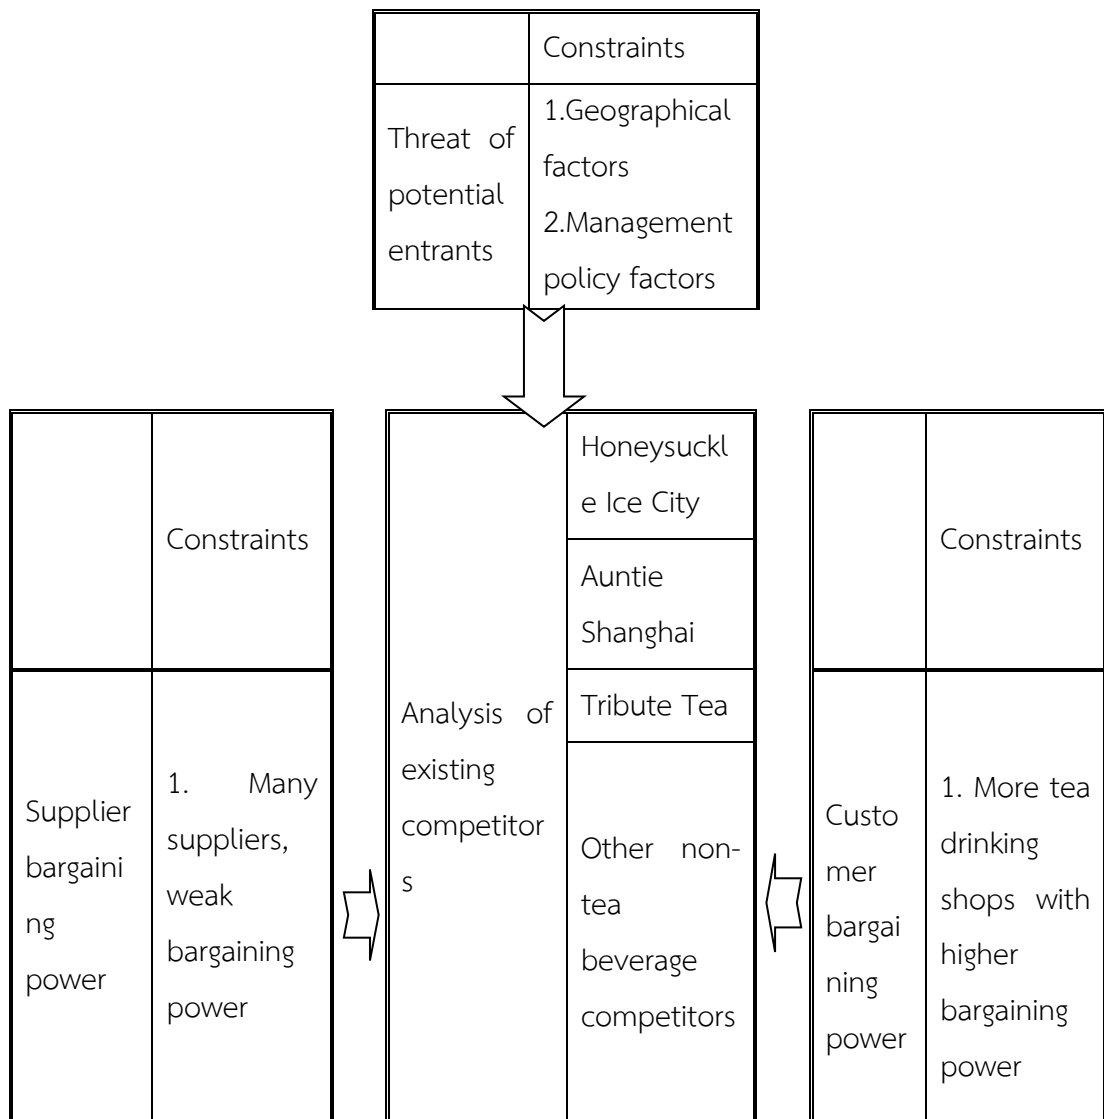 Constraints
Threat of
potential
entrants
1.Geographical
factors
2.Management
policy factors
Constraints
Supplier
bargaini
ng
power
1. Many
suppliers,
weak
bargaining
power
Analysis of
existing
competitor
s
Honeysuckl
e Ice City
Auntie
Shanghai
Tribute Tea
Other non-
tea
beverage
competitors
Constraints
Custo
mer
bargai
ning
power
1. More tea
drinking
shops with
higher
bargaining
power